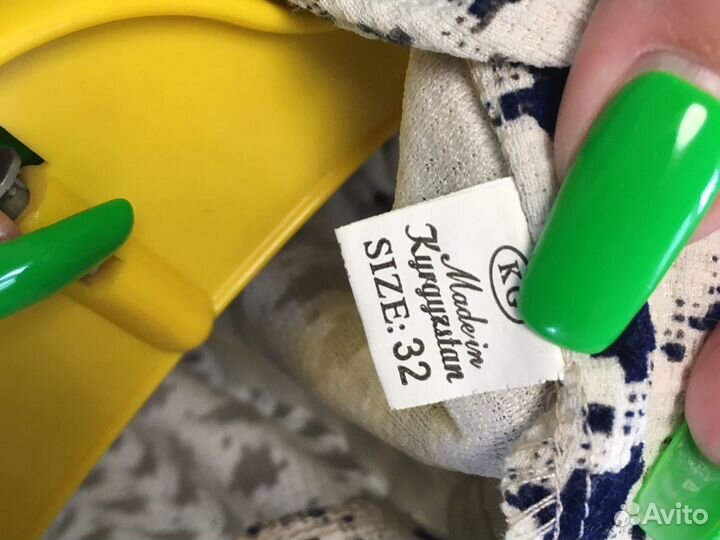 KG
Made in
Kyrgyzstan
SIZE: 32
Avito